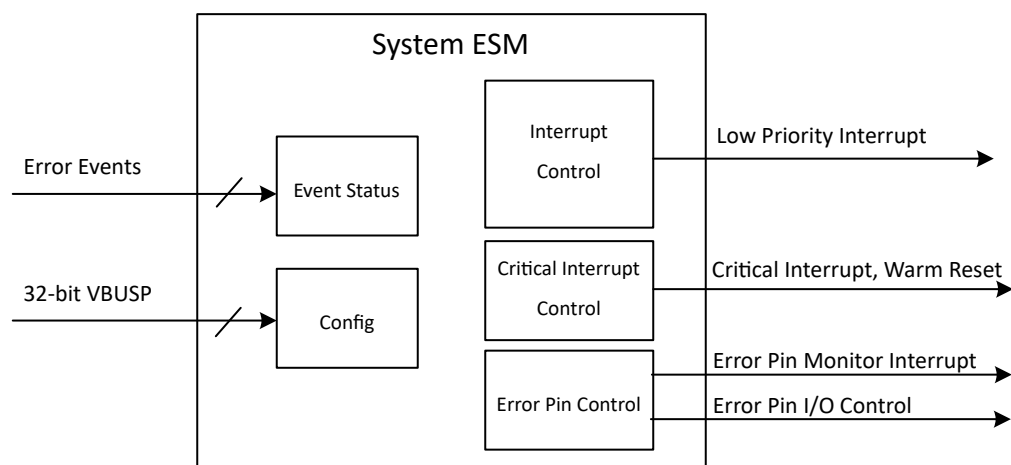 System ESM
Error Events
Event Status
32-bit VBUSP
Config
Interrupt
Control
Low Priority Interrupt
Critical Interrupt
Control
Critical Interrupt, Warm Reset
Error Pin Control
Error Pin Monitor Interrupt
Error Pin I/O Control